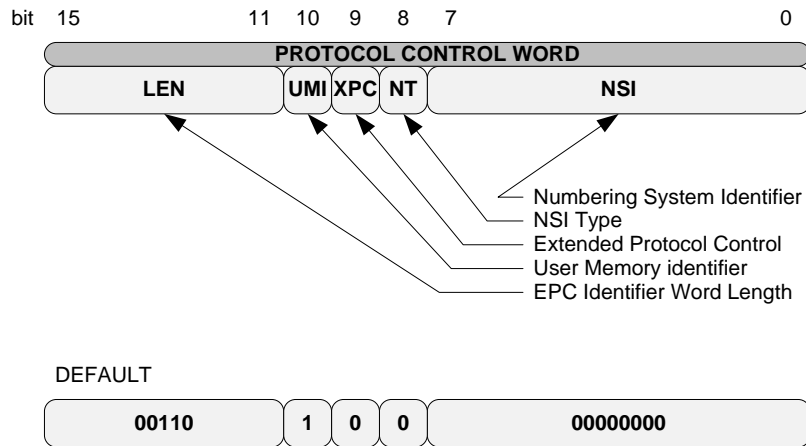 bit 15 11 10 9 8 7 0
PROTOCOL CONTROL WORD
LEN UMI XPC NT NSI
Numbering System Identifier
NSI Type
Extended Protocol Control
User Memory identifier
EPC Identifier Word Length
DEFAULT
00110 1 0 0 00000000